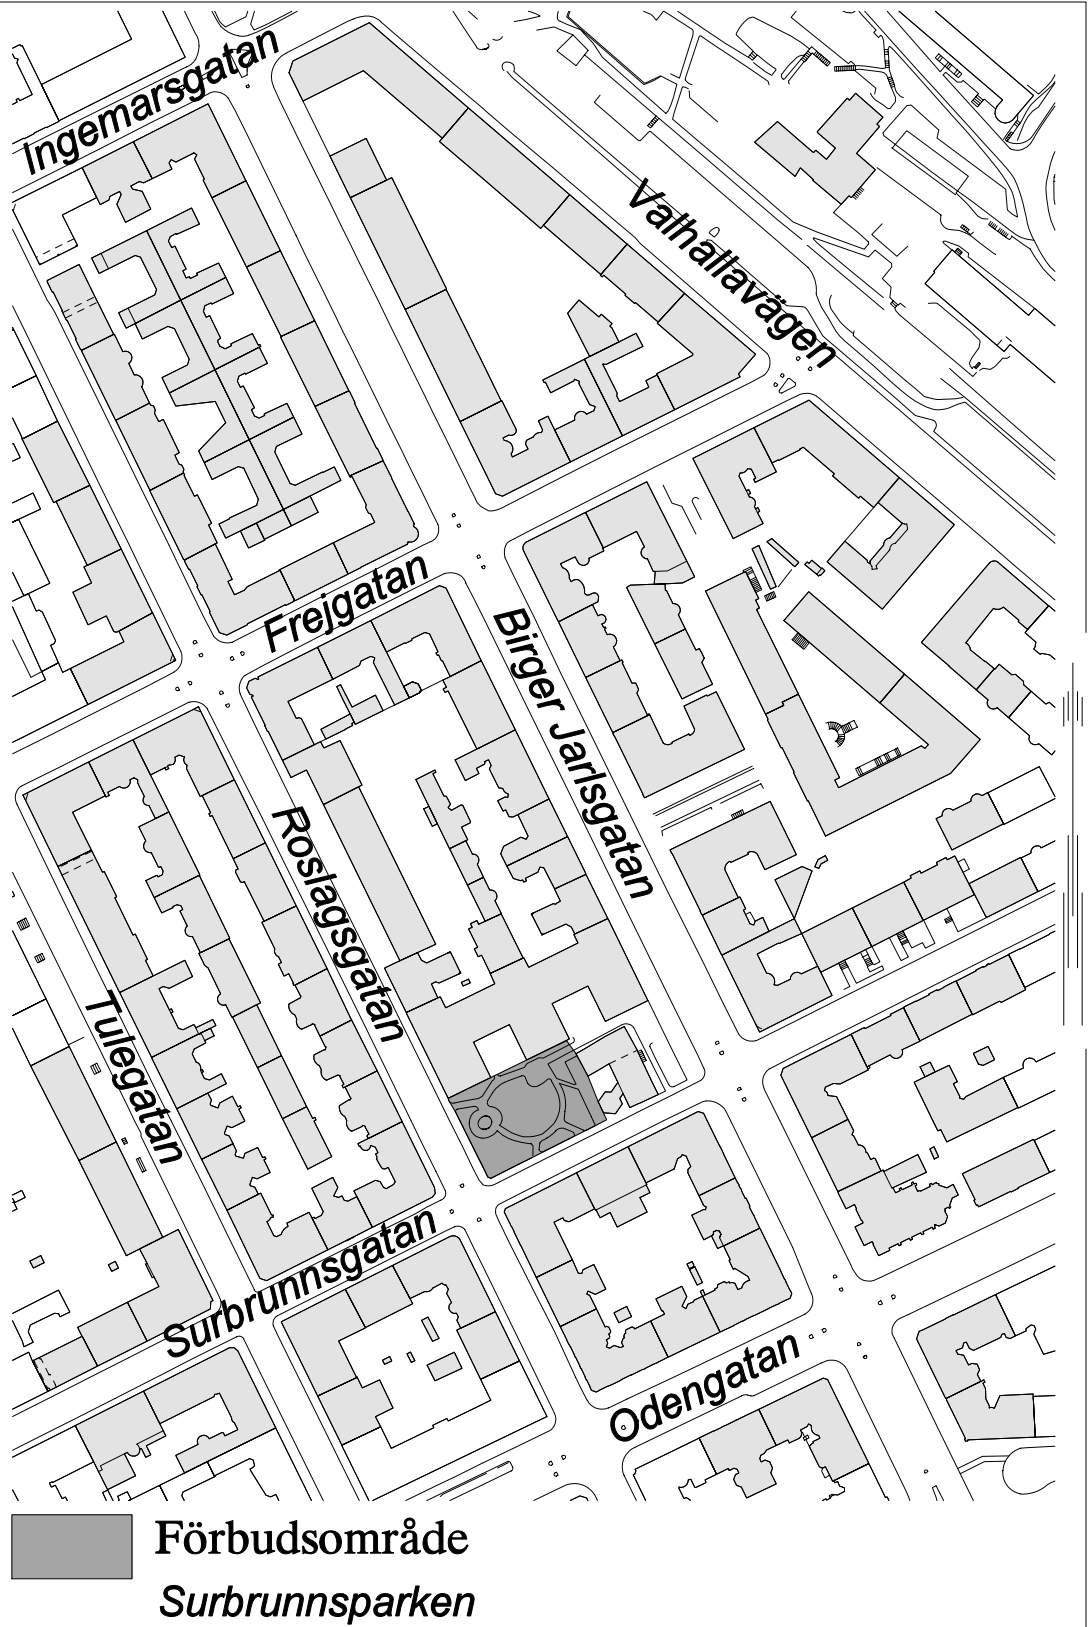 Ingemarsgatan
Valhallavägen
Frejgatan
Birger Jarlsgatan
Roslagsgatan
Tulegatan
Surbrunnsgatan
Odengatan
Förbudsområde
Surbrunnsparken